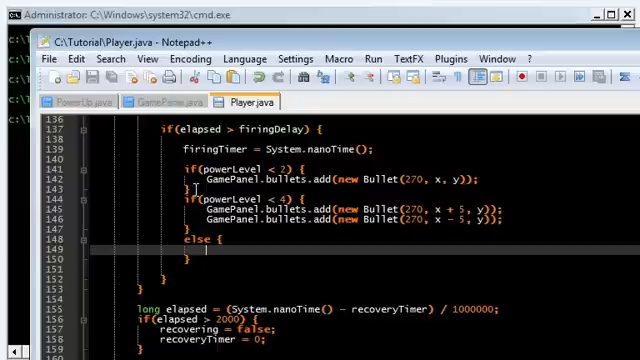 Administrator: C:\Windows\system32\cmd.exe
C:\Tutorial\Player.java - Notepad++
File Edit Search View Encoding Language Settings Macro Run TextFX Plugins Window ?
PowerUp.java GamePanel.java Player.java
136
137 if(elapsed > firingDelay) {
138
139 firingTimer = System.nanoTime();
140
141 if(powerLevel < 2) {
142 GamePanel.bullets.add(new Bullet(270, x, y));
143 }
144 if(powerLevel < 4) {
145 GamePanel.bullets.add(new Bullet(270, x + 5, y));
146 GamePanel.bullets.add(new Bullet(270, x - 5, y));
147 }
148 else {
149
150 }
151
152 }
153 }
154
155 long elapsed = (System.nanoTime() - recoveryTimer) / 1000000;
156 if(elapsed > 2000) {
157 recovering = false;
158 recoveryTimer = 0;
159 }
160